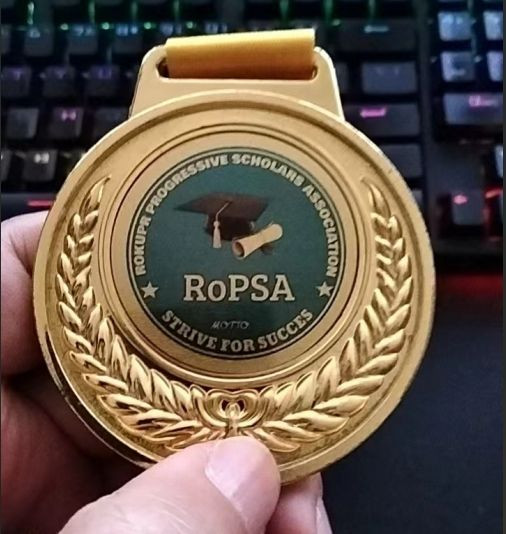 ROKUPR PROGRESSIVE SCHOLARS ASSOCIATION
RoPSA
MOTTO
STRIVE FOR SUCCES